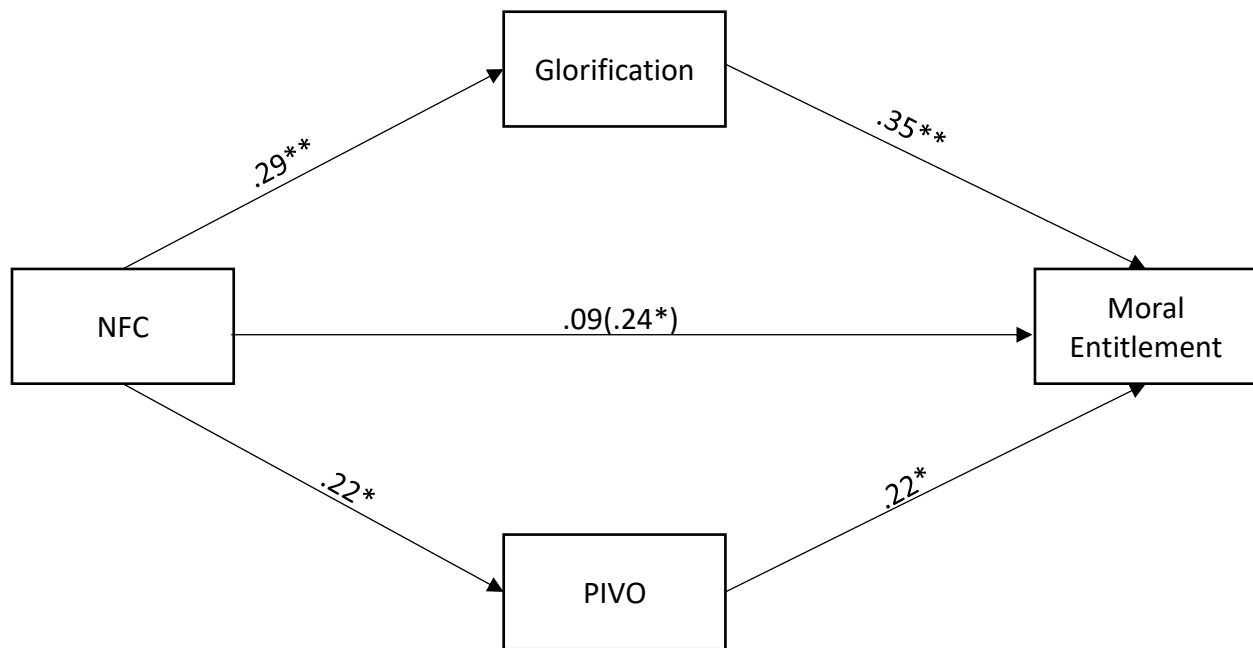 Glorification
.29**
.35**
NFC
.09(.24*)
Moral
Entitlement
.22*
.22*
PIVO